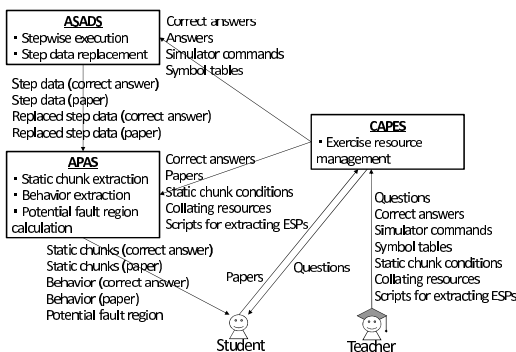 ASADS
· Stepwise execution
· Step data replacement
Correct answers
Answers
Simulator commands
Symbol tables
Step data (correct answer)
Step data (paper)
Replaced step data (correct answer)
Replaced step data (paper)
CAPES
· Exercise resource
management
APAS
· Static chunk extraction
· Behavior extraction
· Potential fault region
calculation
Correct answers
Papers
Static chunk conditions
Collating resources
Scripts for extracting ESPs
Questions
Correct answers
Simulator commands
Symbol tables
Static chunk conditions
Collating resources
Scripts for extracting ESPs
Static chunks (correct answer)
Static chunks (paper)
Behavior (correct answer)
Behavior (paper)
Potential fault region
Papers
Questions
Student
Teacher